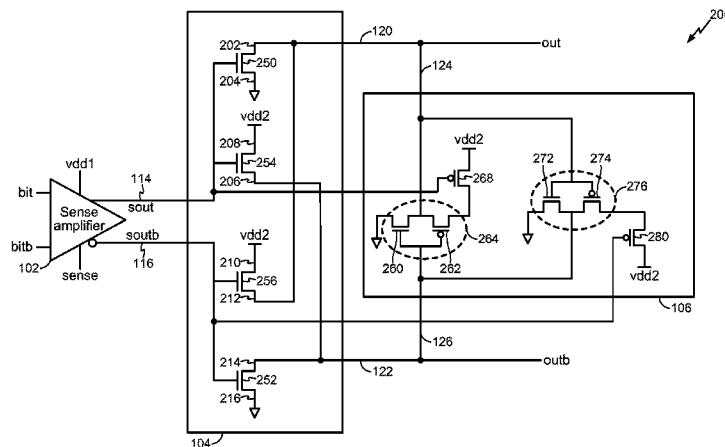 200
202
120
out
250
204
124
vdd2
208
254
206
vdd1
114
bit
sout
Sense
amplifier
bitb
soutb
102
116
sense
vdd2
210
256
212
214
252
216
104
122
outb
126
vdd2
268
264
260
262
272
274
276
280
vdd2
106